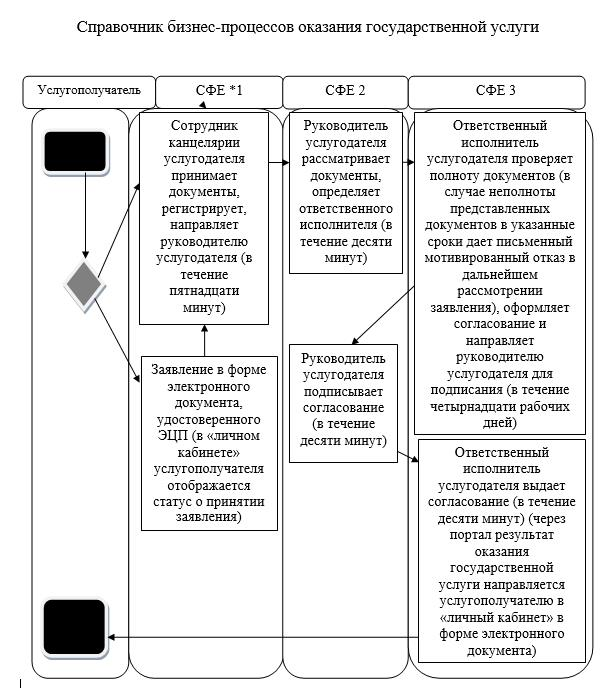 Справочник бизнес-процессов оказания государственной услуги
Услугополучатель
СФЕ *1
СФЕ 2
СФЕ 3
Сотрудник
канцелярии
услугодателя
принимает
документы,
регистрирует,
направляет
руководителю
услугодателя (в
течение
пятнадцати
минут)
Руководитель
услугодателя
рассматривает
документы,
определяет
ответственного
исполнителя (в
течение десяти
минут)
Ответственный
исполнитель
услугодателя проверяет
полноту документов (в
случае неполноты
представленных
документов в указанные
сроки дает письменный
мотивированный отказ в
дальнейшем
рассмотрении
заявления), оформляет
согласование и
направляет
руководителю
услугодателя для
подписания (в течение
четырнадцати рабочих
дней)
Заявление в форме
электронного
документа,
удостоверенного
ЭЦП (в «личном
кабинете»
услугополучателя
отображается
статус о принятии
заявления)
Руководитель
услугодателя
подписывает
согласование
(в течение
десяти минут)
Ответственный
исполнитель
услугодателя выдает
согласование (в течение
десяти минут) (через
портал результат
оказания
государственной
услуги направляется
услугополучателю в
«личный кабинет» в
форме электронного
документа)